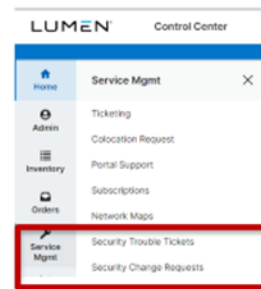 LUMEN Control Center
Home
Service Mgmt
Ticketing
Admin
Colocation Request
Inventory
Portal Support
Subscriptions
Orders
Network Maps
Service Mgmt
Security Trouble Tickets
Security Change Requests